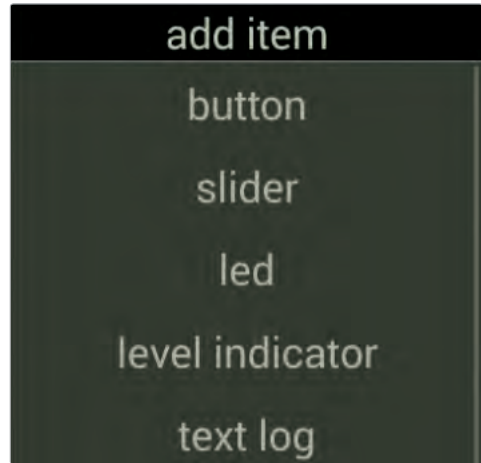 add item
button
slider
led
level indicator
text log